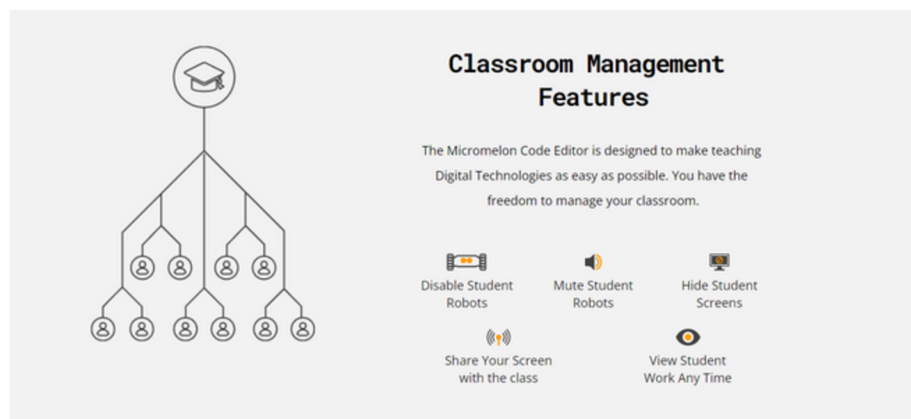 Classroom Management
Features
The Micromelon Code Editor is designed to make teaching
Digital Technologies as easy as possible. You have the
freedom to manage your classroom.
Disable Student
Robots
Mute Student
Robots
Hide Student
Screens
Share Your Screen
with the class
View Student
Work Any Time